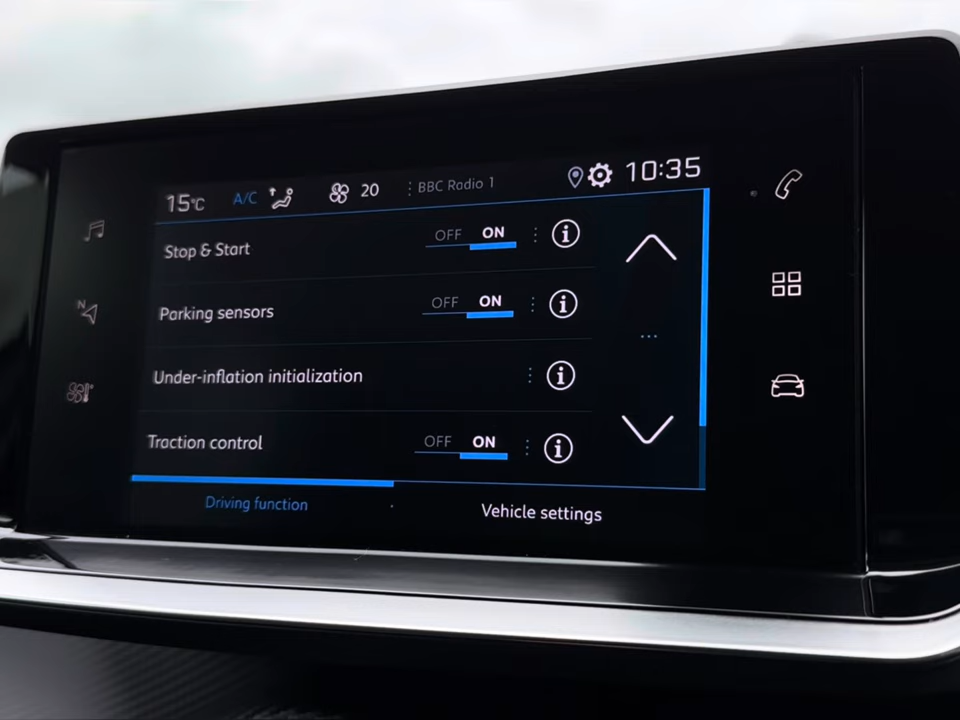 15°C A/C 20 BBC Radio 1 10:35
Stop & Start OFF ON
Parking sensors OFF ON
N
Under-inflation initialization
Traction control OFF ON
Driving function Vehicle settings